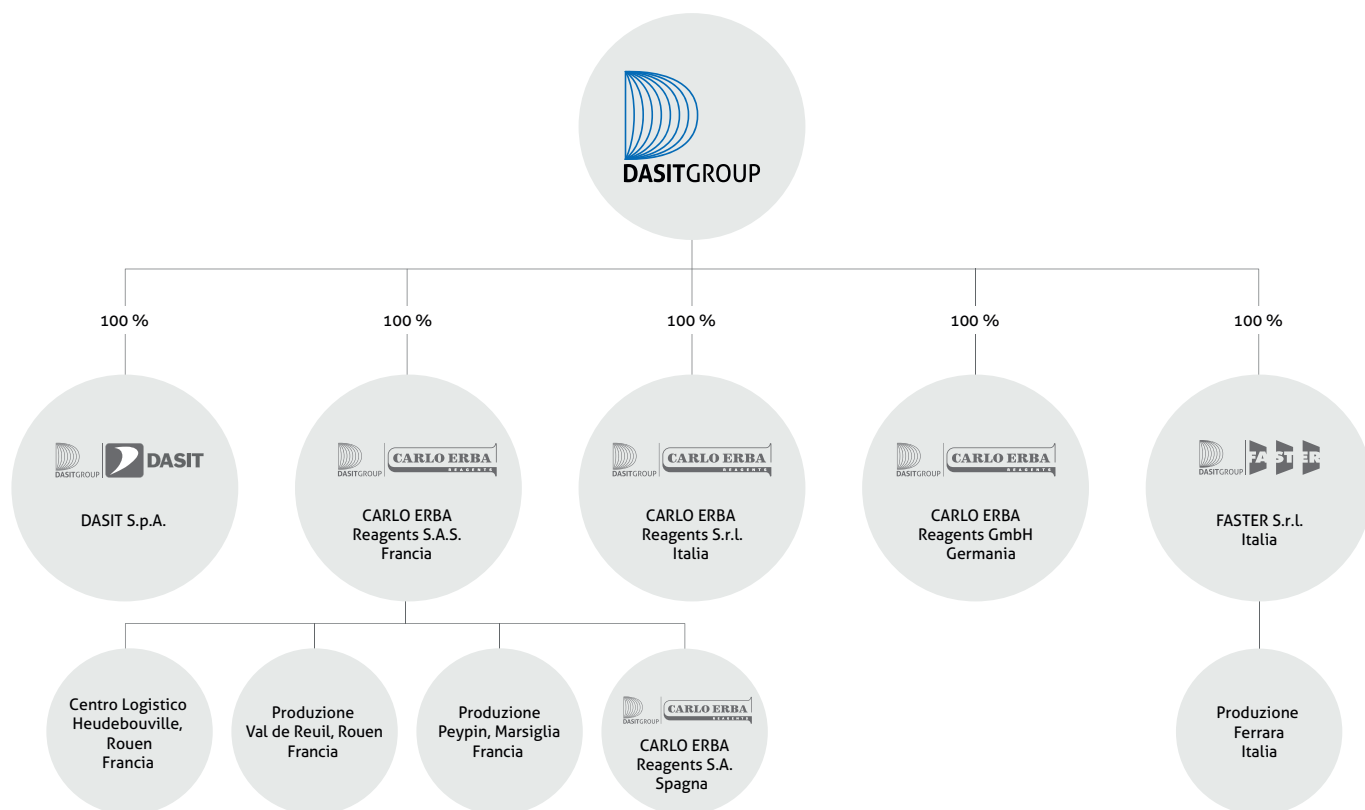 DASITGROUP
100 %
100 %
100 %
100 %
100 %
DASITGROUP
DASIT
DASIT S.p.A.
DASITGROUP
CARLO ERBA
REAGENTS
CARLO ERBA
Reagents S.A.S.
Francia
DASITGROUP
CARLO ERBA
REAGENTS
CARLO ERBA
Reagents S.r.l.
Italia
DASITGROUP
CARLO ERBA
REAGENTS
CARLO ERBA
Reagents GmbH
Germania
DASITGROUP
FASTER
FASTER S.r.l.
Italia
Centro Logistico
Heudebouville,
Rouen
Francia
Produzione
Val de Reuil, Rouen
Francia
Produzione
Peypin, Marsiglia
Francia
DASITGROUP
CARLO ERBA
REAGENTS
CARLO ERBA
Reagents S.A.
Spagna
Produzione
Ferrara
Italia